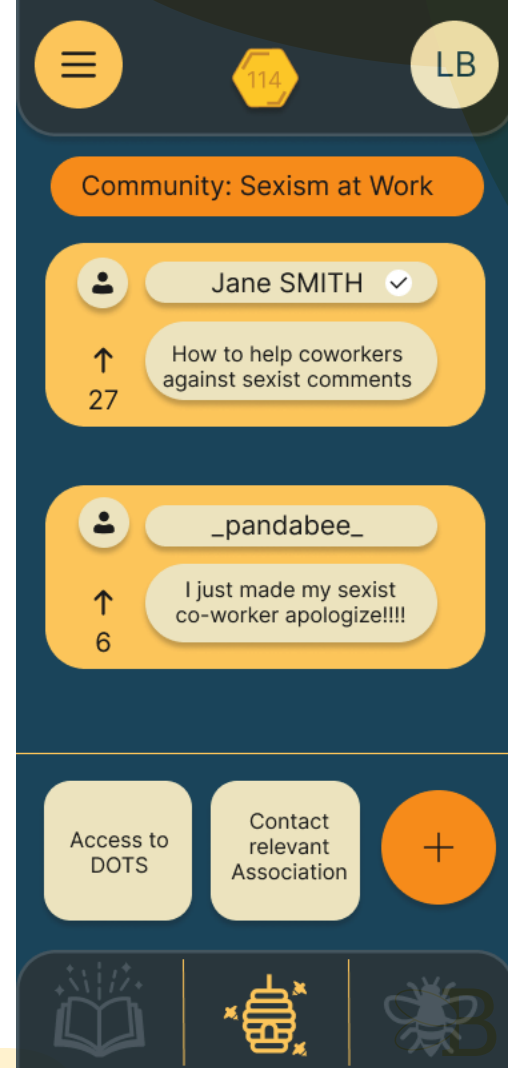 114
LB
Community: Sexism at Work
Jane SMITH
How to help coworkers
against sexist comments
27
_pandabee_
I just made my sexist
co-worker apologize!!!!
6
Access to
DOTS
Contact
relevant
Association
+
B